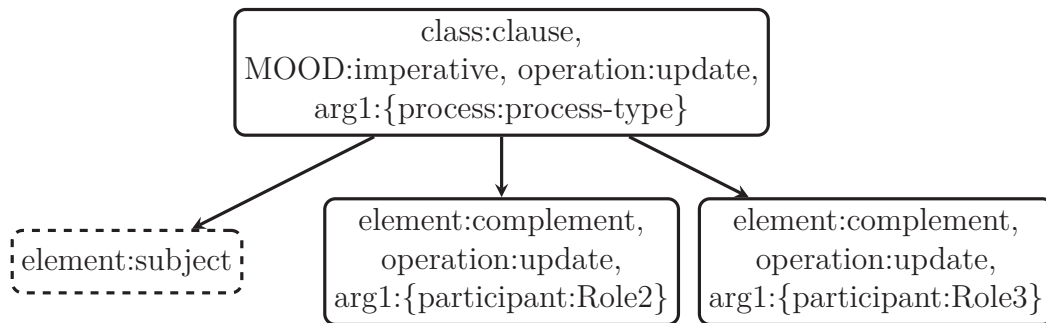 class:clause,
MOOD:imperative, operation:update,
arg1:{process:process-type}
element:subject
element:complement,
operation:update,
arg1:{participant:Role2}
element:complement,
operation:update,
arg1:{participant:Role3}